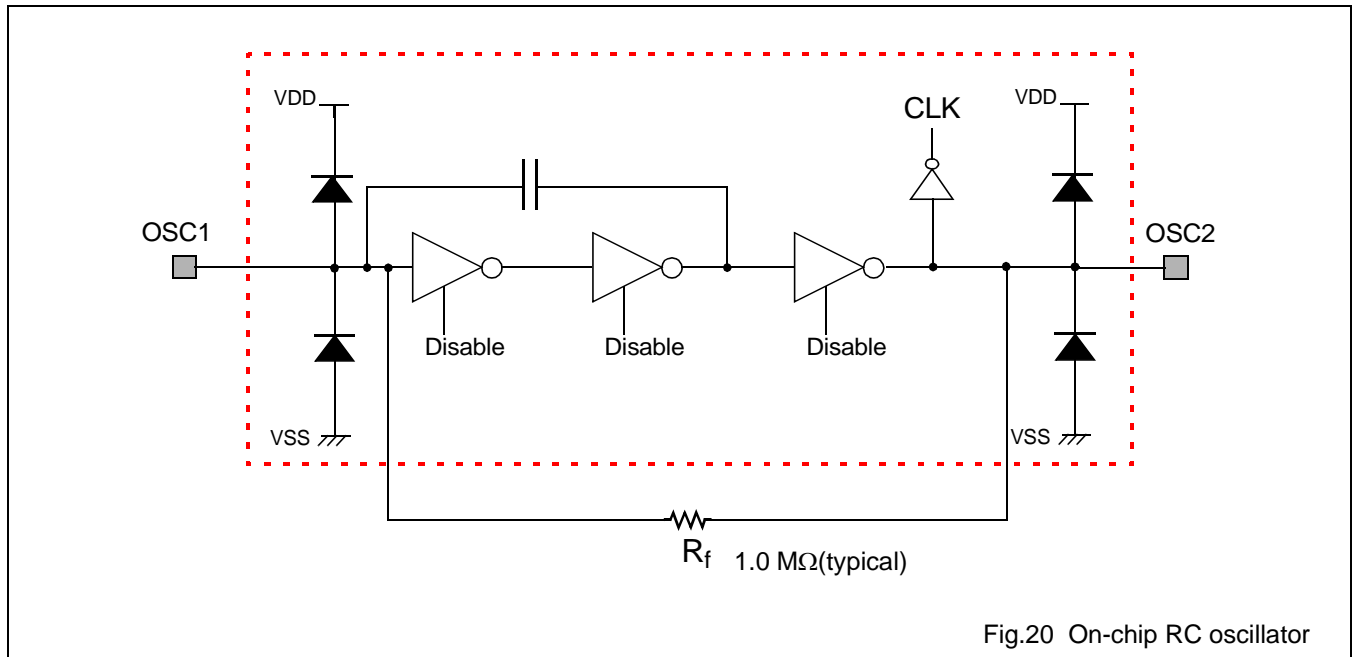 VDD
VDD
CLK
OSC1
OSC2
Disable
Disable
Disable
VSS
VSS
Rf 1.0 MΩ(typical)
Fig.20 On-chip RC oscillator